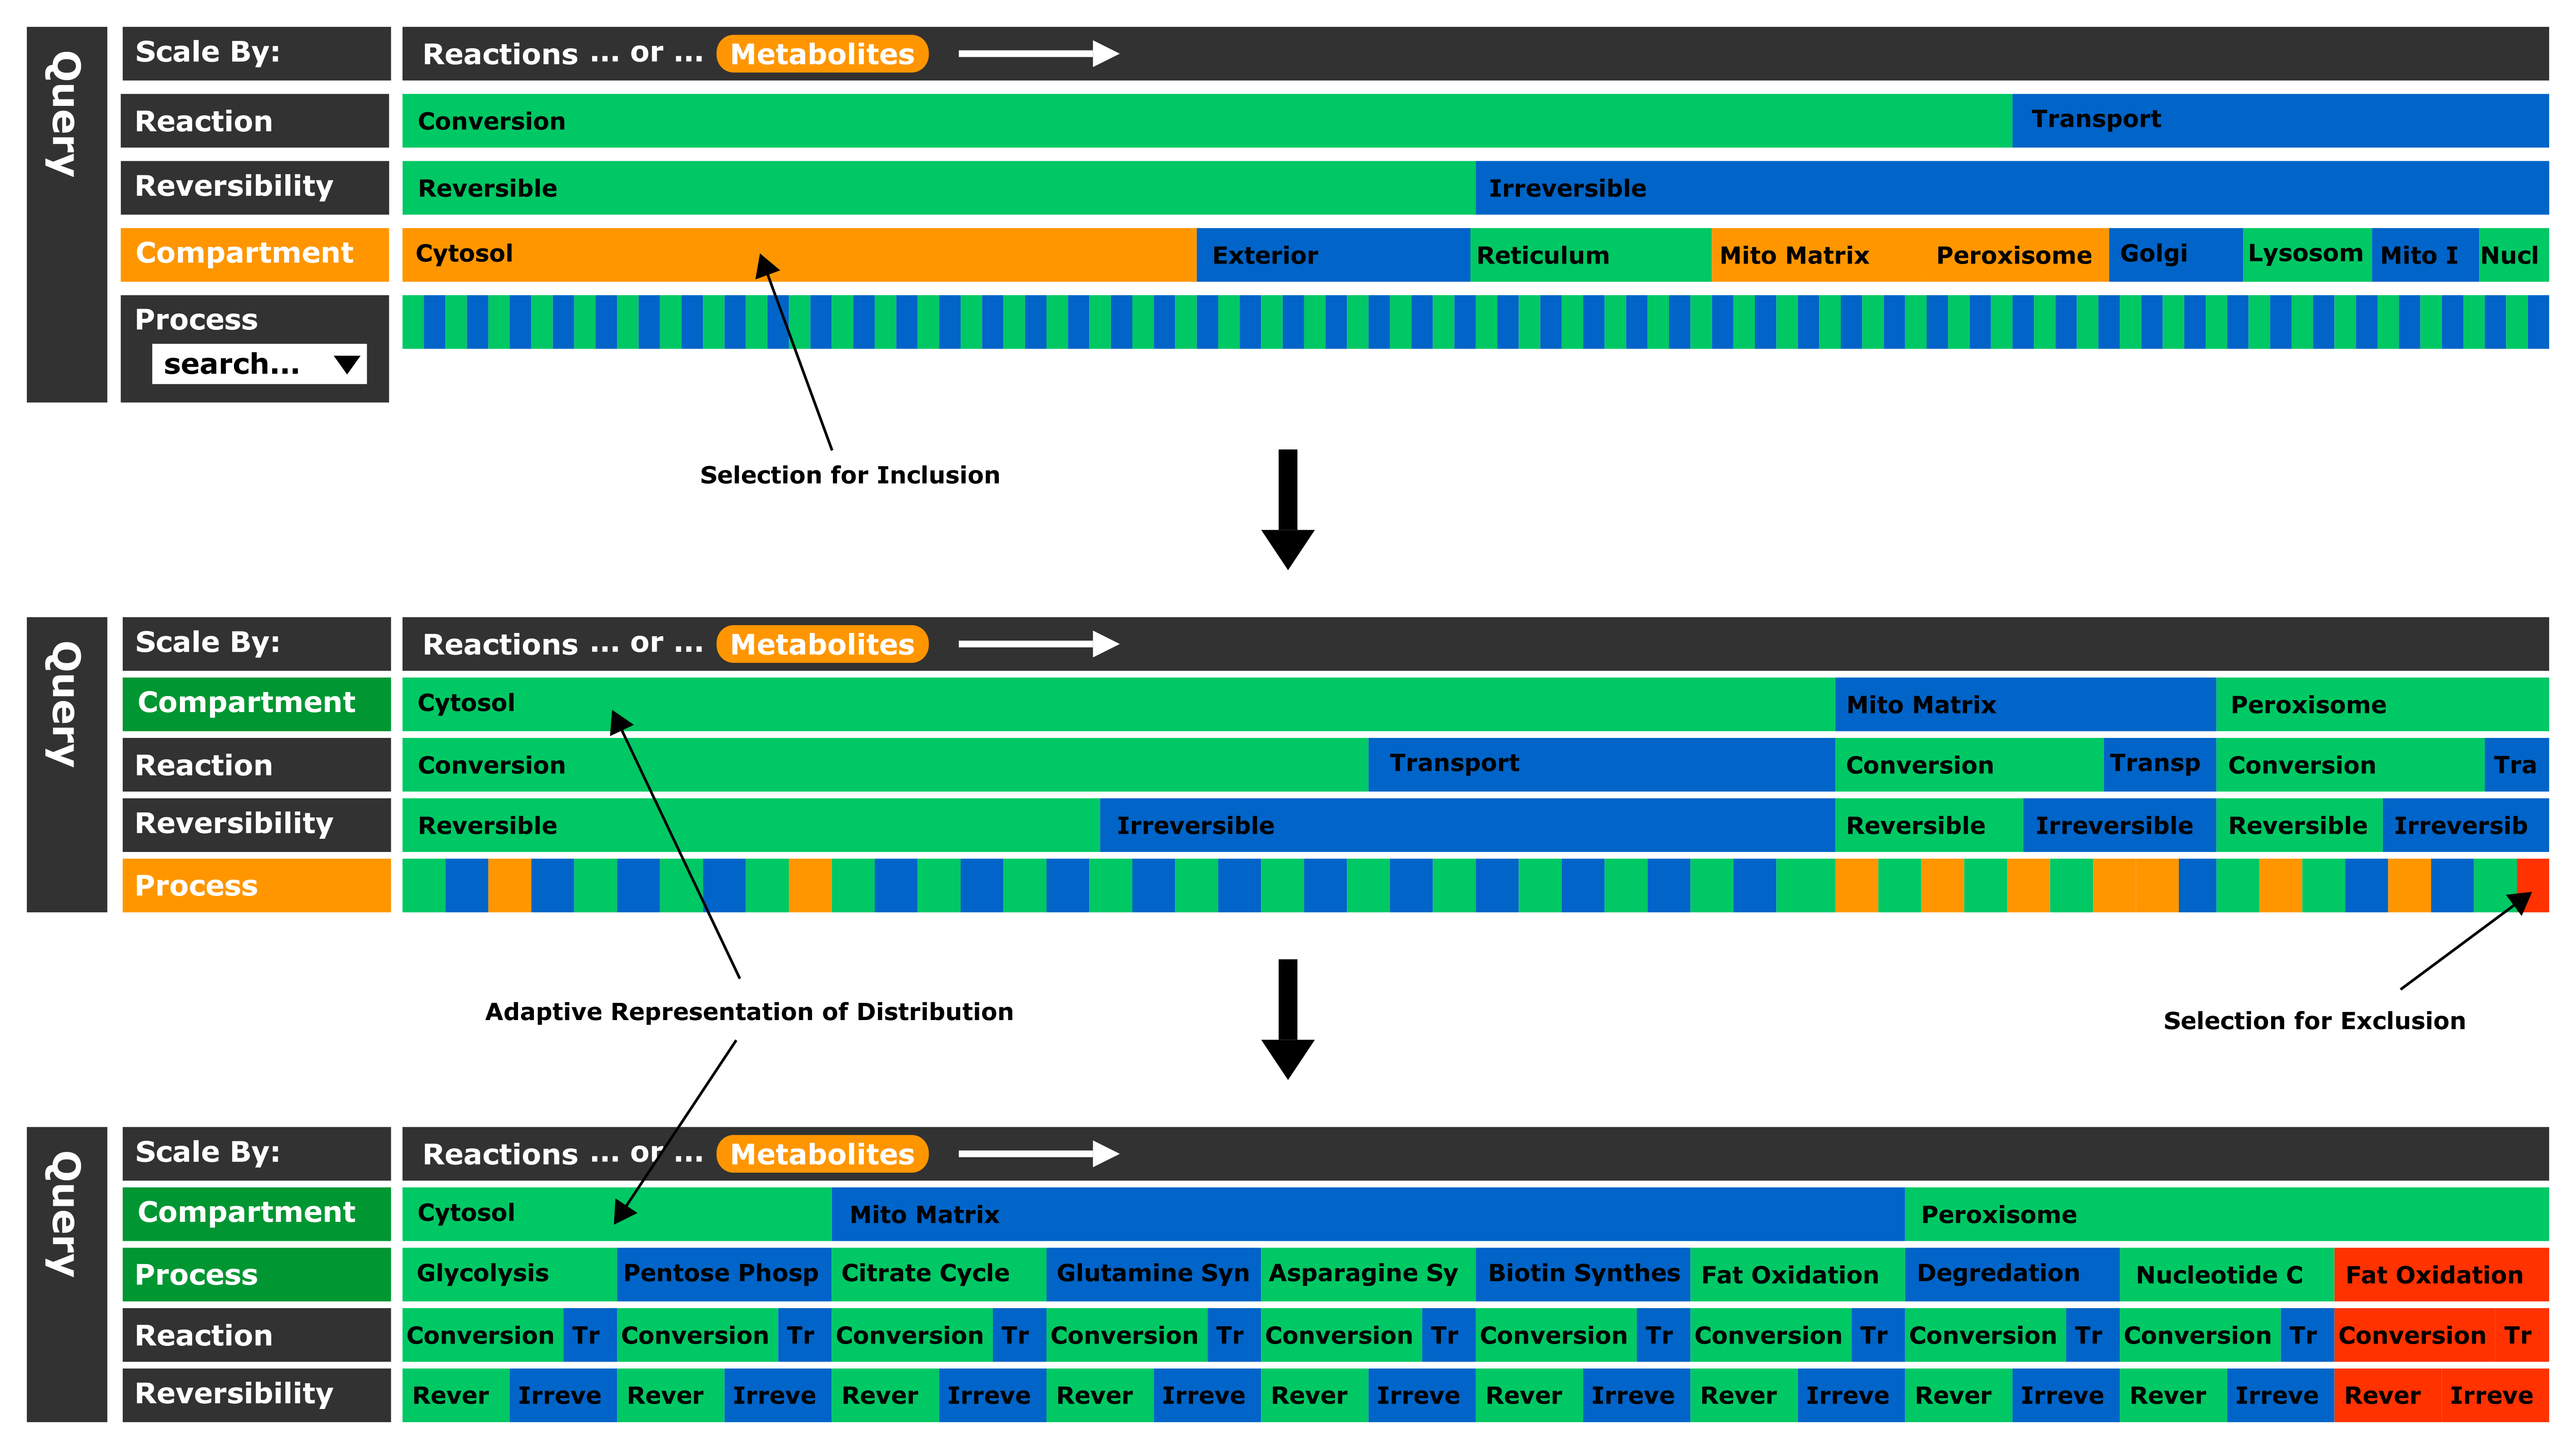 Query
Scale By:
Reactions ... or ... Metabolites
Reaction
Conversion Transport
Reversibility
Reversible Irreversible
Compartment
Cytosol Exterior Reticulum Mito Matrix Peroxisome Golgi Lysosom Mito I Nucl
Process
search...
Selection for Inclusion
Query
Scale By:
Reactions ... or ... Metabolites
Compartment
Cytosol Mito Matrix Peroxisome
Reaction
Conversion Transport Conversion Transp Conversion Tra
Reversibility
Reversible Irreversible Reversible Irreversible Reversible Irreversib
Process
Adaptive Representation of Distribution
Selection for Exclusion
Query
Scale By:
Reactions ... or ... Metabolites
Compartment
Cytosol Mito Matrix Peroxisome
Process
Glycolysis Pentose Phosp Citrate Cycle Glutamine Syn Asparagine Sy Biotin Synthes Fat Oxidation Degredation Nucleotide C Fat Oxidation
Reaction
Conversion Tr Conversion Tr Conversion Tr Conversion Tr Conversion Tr Conversion Tr Conversion Tr Conversion Tr Conversion Tr Conversion Tr
Reversibility
Rever Irreve Rever Irreve Rever Irreve Rever Irreve Rever Irreve Rever Irreve Rever Irreve Rever Irreve Rever Irreve Rever Irreve